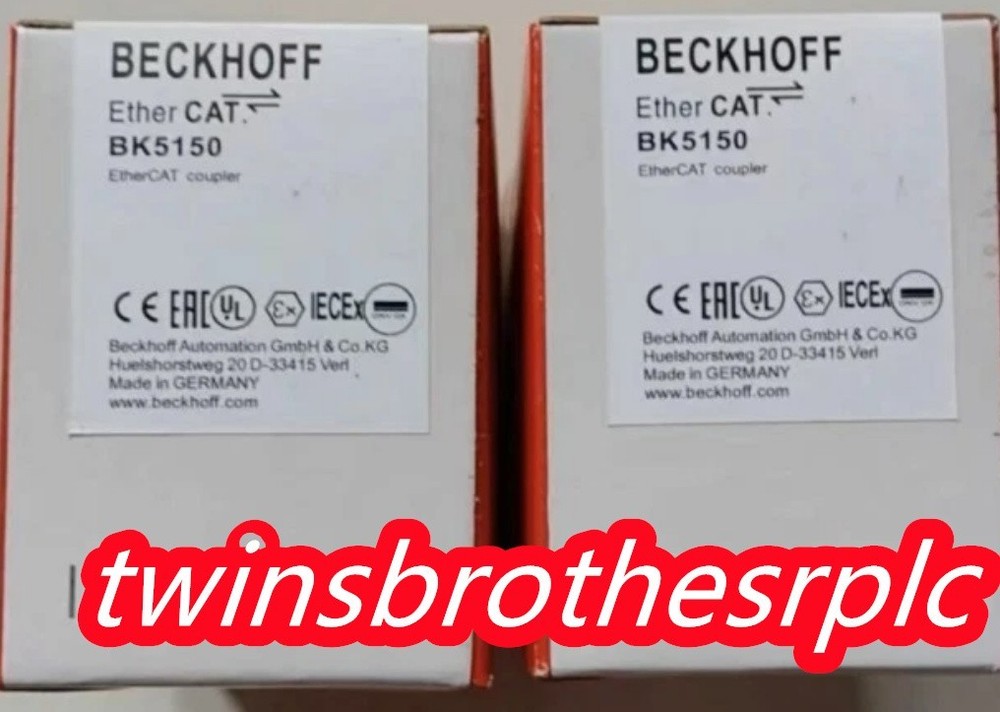 BECKHOFF
Ether CAT.
BK5150
EtherCAT coupler
CE EAC UL Ex IECEx
Beckhoff Automation GmbH & Co.KG
Huelshorstweg 20 D-33415 Verl
Made in GERMANY
www.beckhoff.com
BECKHOFF
Ether CAT.
BK5150
EtherCAT coupler
CE EAC UL Ex IECEx
Beckhoff Automation GmbH & Co.KG
Huelshorstweg 20 D-33415 Verl
Made in GERMANY
www.beckhoff.com
twinsbrothesrplc